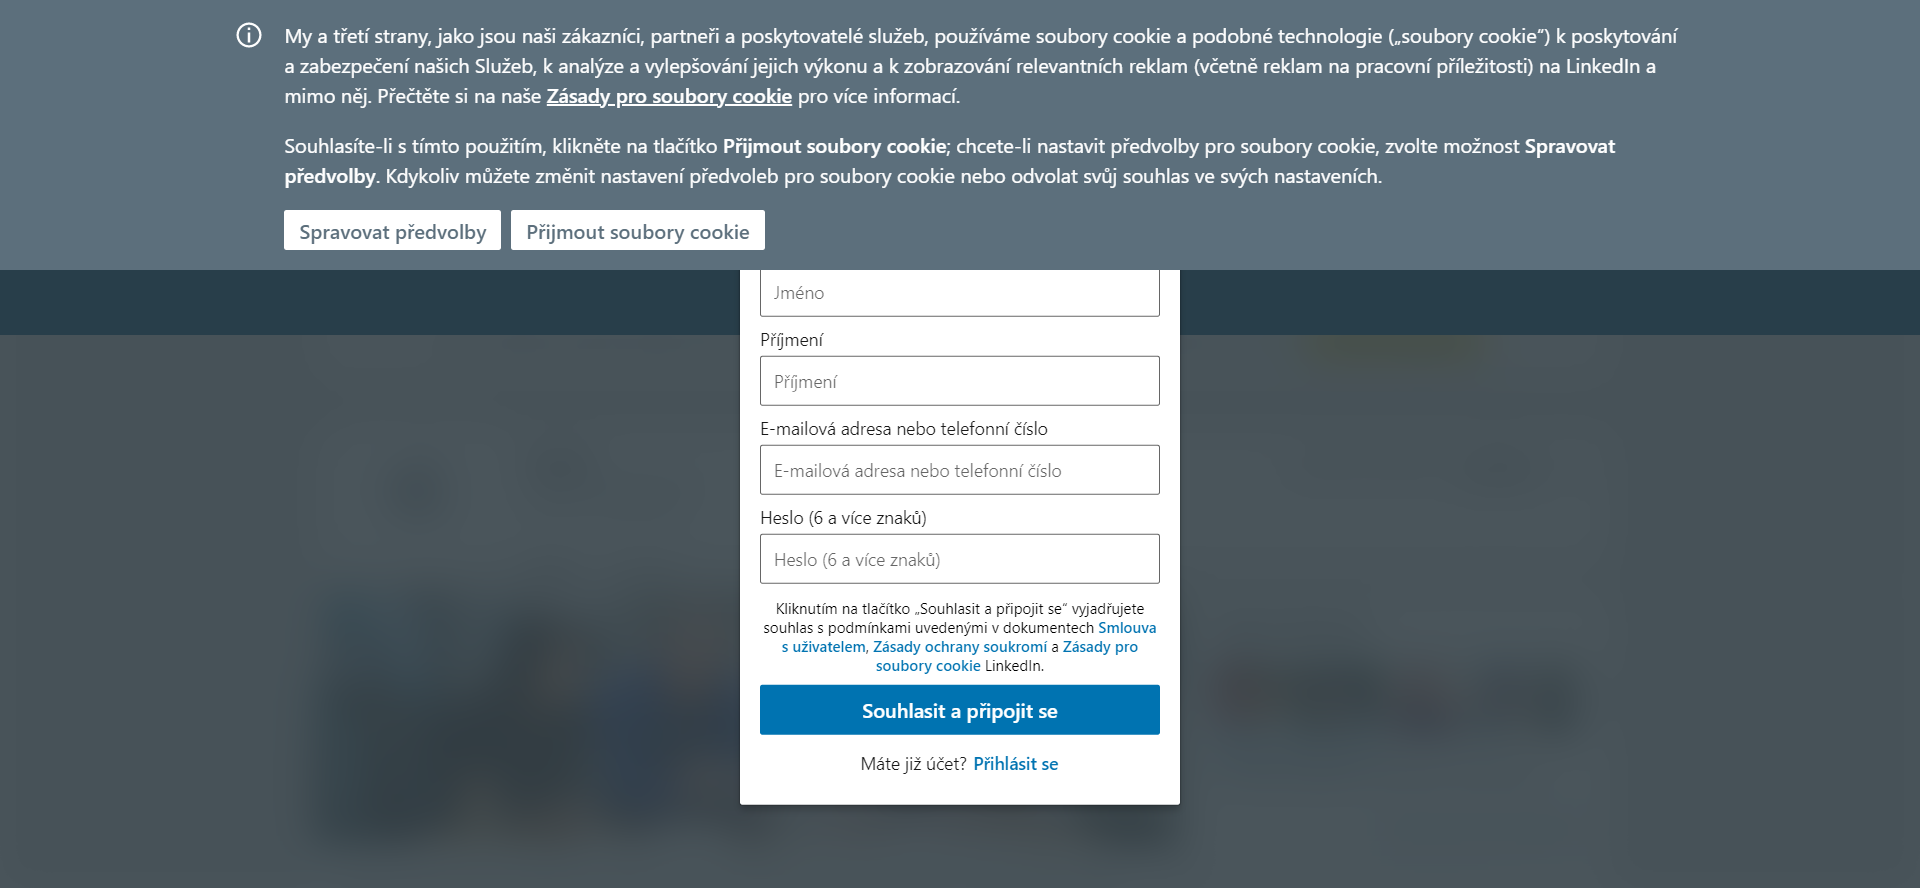 My a třetí strany, jako jsou naši zákazníci, partneři a poskytovatelé služeb, používáme soubory cookie a podobné technologie („soubory cookie“) k poskytování
a zabezpečení našich Služeb, k analýze a vylepšování jejich výkonu a k zobrazování relevantních reklam (včetně reklam na pracovní příležitosti) na LinkedIn a
mimo něj. Přečtěte si na naše Zásady pro soubory cookie pro více informací.
Souhlasíte-li s tímto použitím, klikněte na tlačítko Přijmout soubory cookie; chcete-li nastavit předvolby pro soubory cookie, zvolte možnost Spravovat
předvolby. Kdykoliv můžete změnit nastavení předvoleb pro soubory cookie nebo odvolat svůj souhlas ve svých nastaveních.
Spravovat předvolby Přijmout soubory cookie
Jméno
Příjmení
Příjmení
E-mailová adresa nebo telefonní číslo
E-mailová adresa nebo telefonní číslo
Heslo (6 a více znaků)
Heslo (6 a více znaků)
Kliknutím na tlačítko „Souhlasit a připojit se“ vyjadřujete
souhlas s podmínkami uvedenými v dokumentech Smlouva
s uživatelem, Zásady ochrany soukromí a Zásady pro
soubory cookie LinkedIn.
Souhlasit a připojit se
Máte již účet? Přihlásit se